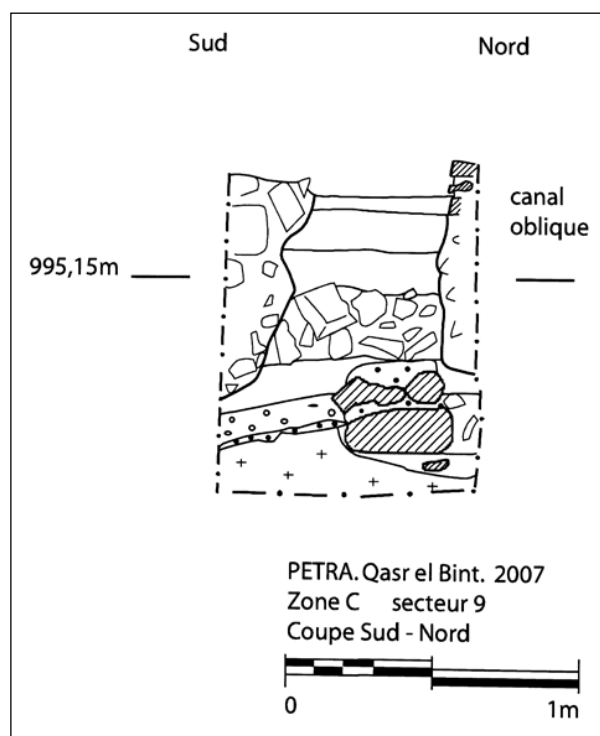 Sud Nord
canal
oblique
995,15m
PETRA. Qasr el Bint. 2007
Zone C secteur 9
Coupe Sud - Nord
0 1m